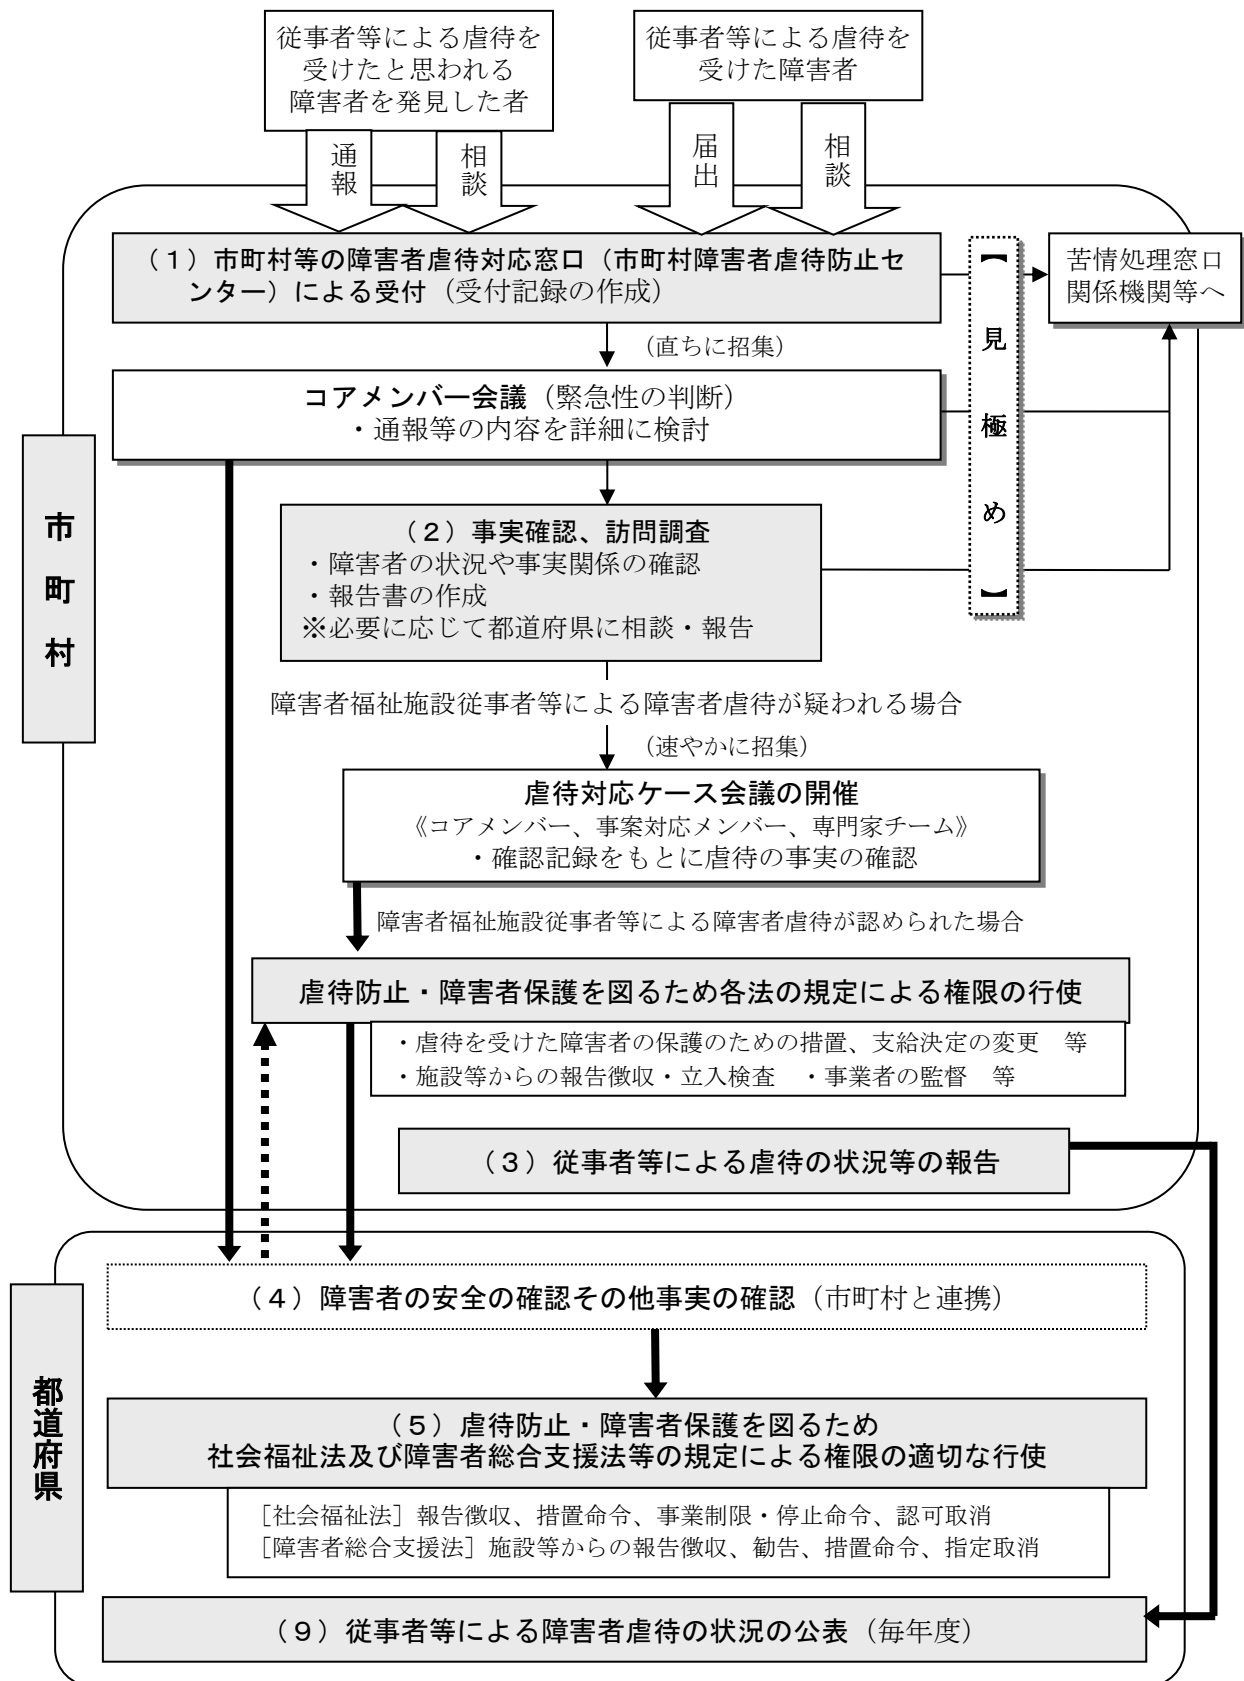 従事者等による虐待を
受けたと思われる
障害者を発見した者
従事者等による虐待を
受けた障害者
通報
相談
届出
相談
（１）市町村等の障害者虐待対応窓口（市町村障害者虐待防止セ
ンター）による受付（受付記録の作成）
【見極め】
苦情処理窓口
関係機関等へ
（直ちに招集）
コアメンバー会議（緊急性の判断）
・通報等の内容を詳細に検討
市町村
（２）事実確認、訪問調査
・障害者の状況や事実関係の確認
・報告書の作成
※必要に応じて都道府県に相談・報告
障害者福祉施設従事者等による障害者虐待が疑われる場合
（速やかに招集）
虐待対応ケース会議の開催
《コアメンバー、事案対応メンバー、専門家チーム》
・確認記録をもとに虐待の事実の確認
障害者福祉施設従事者等による障害者虐待が認められた場合
虐待防止・障害者保護を図るため各法の規定による権限の行使
・虐待を受けた障害者の保護のための措置、支給決定の変更　等
・施設等からの報告徴収・立入検査　・事業者の監督　等
（３）従事者等による虐待の状況等の報告
都道府県
（４）障害者の安全の確認その他事実の確認（市町村と連携）
（５）虐待防止・障害者保護を図るため
社会福祉法及び障害者総合支援法等の規定による権限の適切な行使
［社会福祉法］報告徴収、措置命令、事業制限・停止命令、認可取消
［障害者総合支援法］施設等からの報告徴収、勧告、措置命令、指定取消
（９）従事者等による障害者虐待の状況の公表（毎年度）